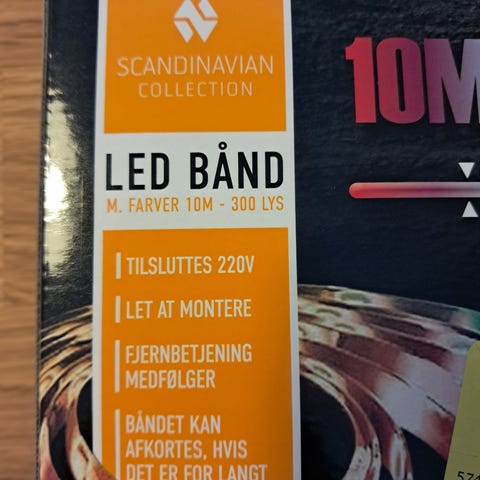 SCANDINAVIAN
COLLECTION
10M
LED BÅND
M. FARVER 10M - 300 LYS
TILSLUTTES 220V
LET AT MONTERE
FJERNBETJENING
MEDFØLGER
BÅNDET KAN
AFKORTES, HVIS
DET ER FOR LANGT